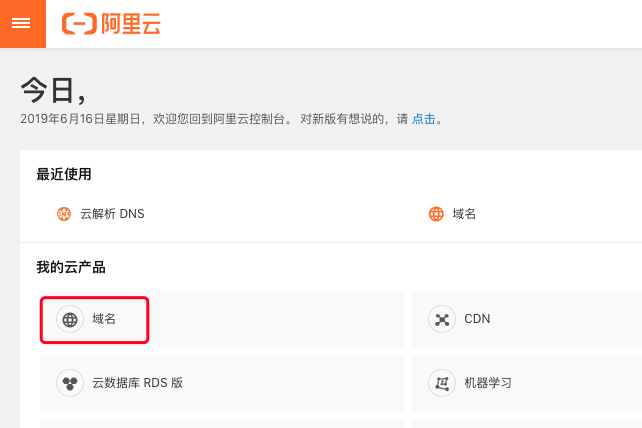 阿里云
今日，
2019年6月16日星期日，欢迎您回到阿里云控制台。 对新版有想说的，请 点击。
最近使用
DNS 云解析 DNS
域名
我的云产品
域名
CDN
云数据库 RDS 版
机器学习